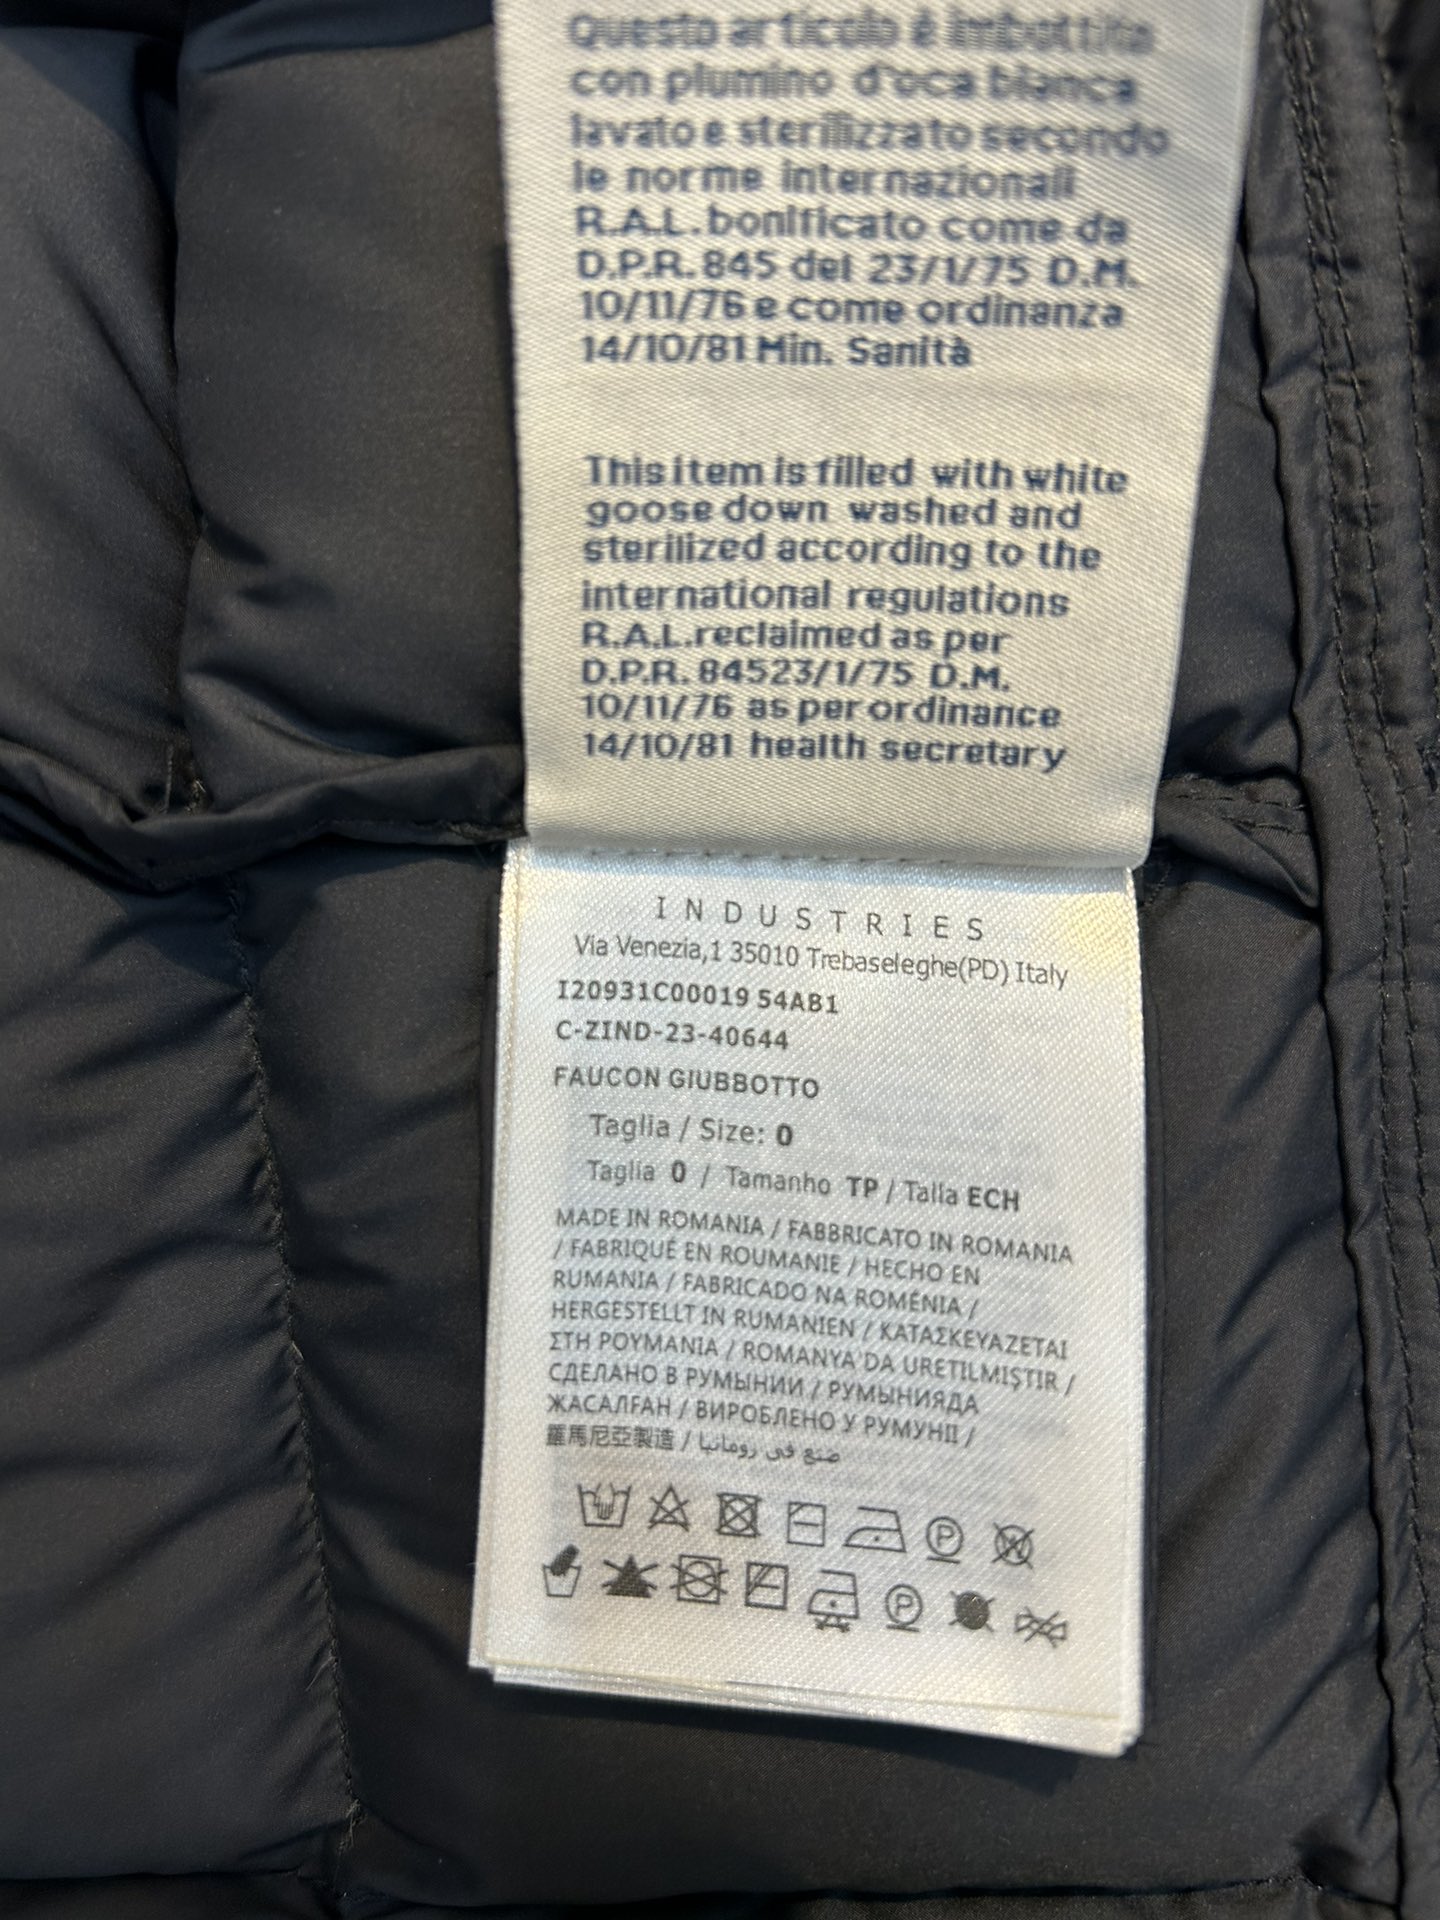 Questo articolo è imbottito
con piumino d'oca bianca
lavato e sterilizzato secondo
le norme internazionali
R.A.L. bonificato come da
D.P.R. 845 del 23/1/75 D.M.
10/11/76 e come ordinanza
14/10/81 Min. Sanità
This item is filled with white
goose down washed and
sterilized according to the
international regulations
R.A.L. reclaimed as per
D.P.R. 84523/1/75 D.M.
10/11/76 as per ordinance
14/10/81 health secretary
INDUSTRIES
Via Venezia,1 35010 Trebaseleghe(PD) Italy
I20931C00019 54AB1
C-ZIND-23-40644
FAUCON GIUBBOTTO
Taglia / Size: 0
Taglia 0 / Tamanho TP / Talla ECH
MADE IN ROMANIA / FABBRICATO IN ROMANIA
/ FABRIQUÉ EN ROUMANIE / HECHO EN
RUMANIA / FABRICADO NA ROMÉNIA /
HERGESTELLT IN RUMÄNIEN / ΚΑΤΑΣΚΕΥΑΖΕΤΑΙ
ΣΤΗ ΡΟΥΜΑΝΙΑ / ROMANYA'DA URETILMIŞTIR /
СДЕЛАНО В РУМЫНИИ / РУМЫНИЯДА
ЖАСАЛҒАН / ВИРОБЛЕНО У РУМУНІЇ /
羅馬尼亞製造 / صنع في رومانيا
P
W
P